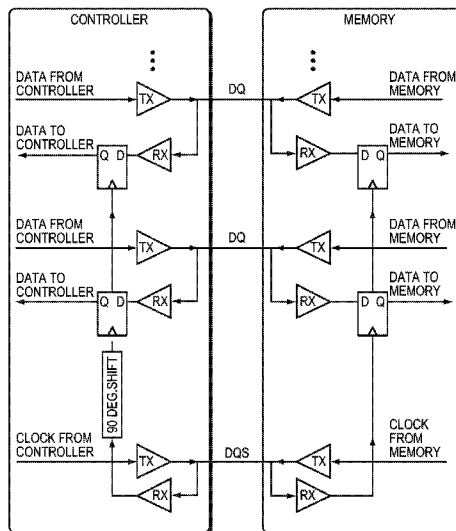 CONTROLLER
MEMORY
DATA FROM
CONTROLLER
TX
DQ
TX
DATA FROM
MEMORY
DATA TO
CONTROLLER
Q D
RX
RX
D Q
DATA TO
MEMORY
DATA FROM
CONTROLLER
TX
DQ
TX
DATA FROM
MEMORY
DATA TO
CONTROLLER
Q D
RX
RX
D Q
DATA TO
MEMORY
90 DEG.SHIFT
CLOCK FROM
CONTROLLER
TX
DQS
TX
CLOCK
FROM
MEMORY
RX
RX